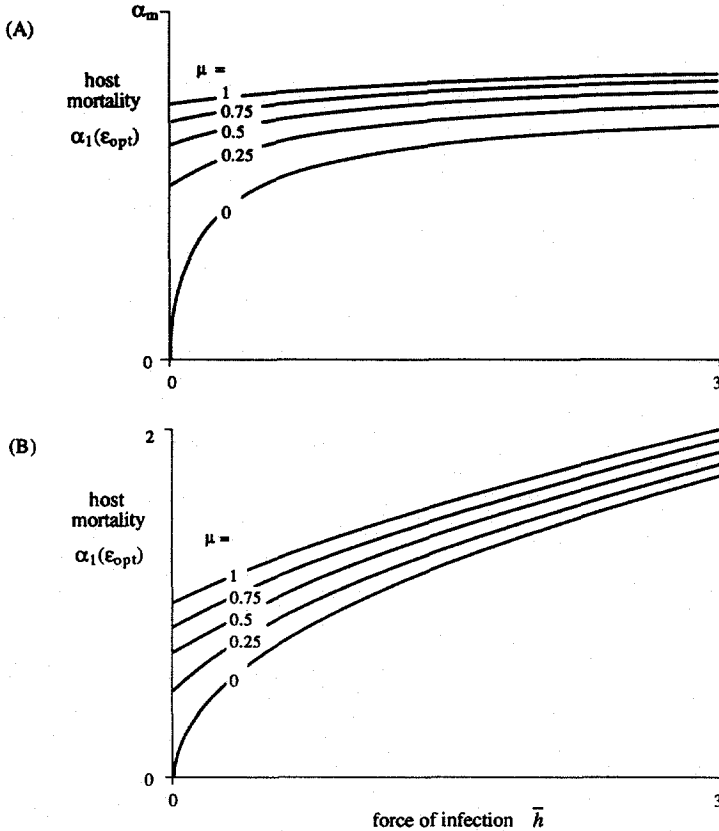 (A)
α_m
host
mortality
α₁(ε_opt)
μ =
1
0.75
0.5
0.25
0
0
0
3
(B)
2
host
mortality
α₁(ε_opt)
μ =
1
0.75
0.5
0.25
0
0
0
3
force of infection h̄